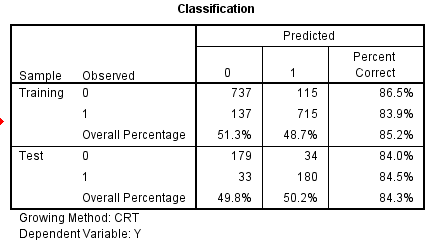 Classification
Predicted
Sample Observed 0 1 Percent Correct
Training 0 737 115 86.5%
1 137 715 83.9%
Overall Percentage 51.3% 48.7% 85.2%
Test 0 179 34 84.0%
1 33 180 84.5%
Overall Percentage 49.8% 50.2% 84.3%
Growing Method: CRT
Dependent Variable: Y